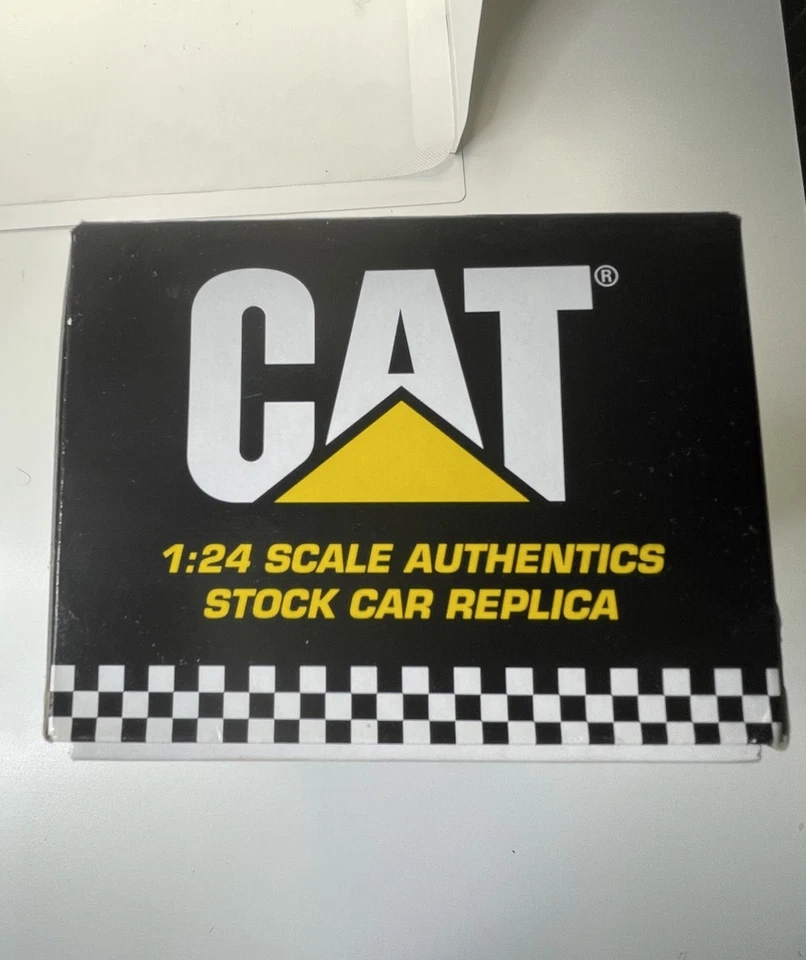 CAT®
1:24 SCALE AUTHENTICS
STOCK CAR REPLICA